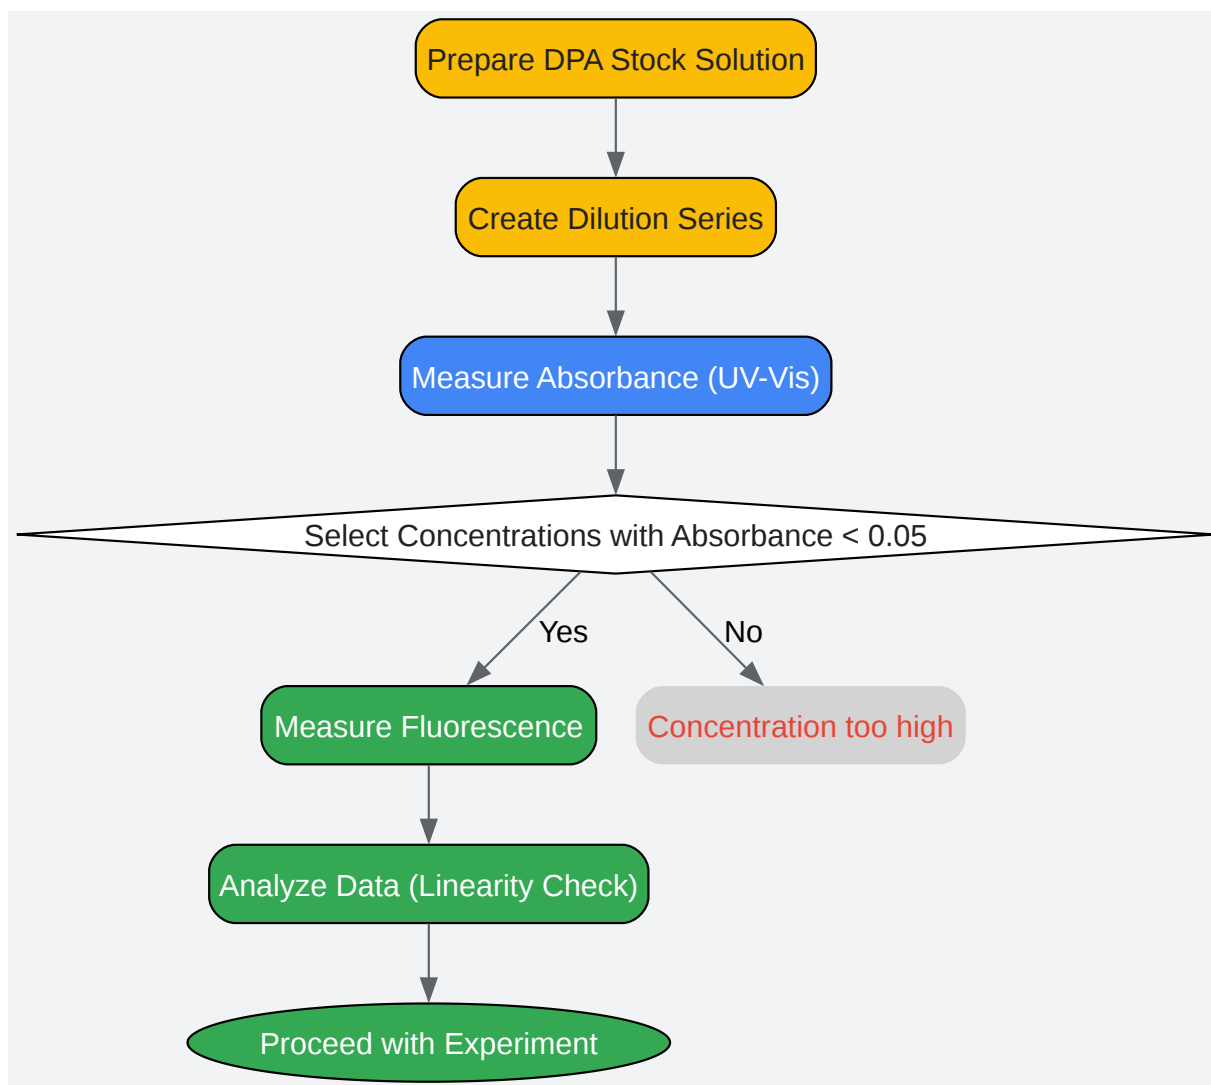 Prepare DPA Stock Solution
Create Dilution Series
Measure Absorbance (UV-Vis)
Select Concentrations with Absorbance < 0.05
Yes
No
Measure Fluorescence
Concentration too high
Analyze Data (Linearity Check)
Proceed with Experiment